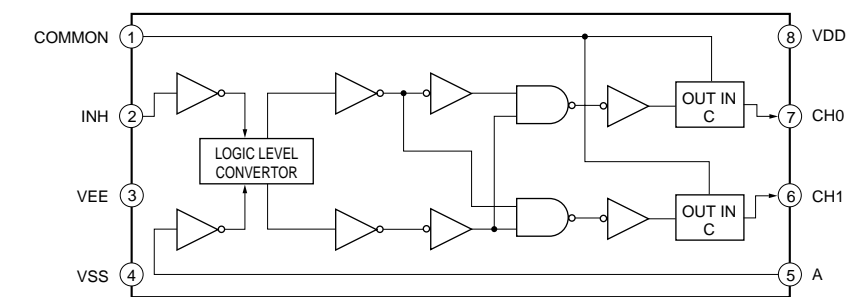 COMMON 1
8 VDD
INH 2
OUT IN
C
7 CH0
LOGIC LEVEL
CONVERTOR
VEE 3
OUT IN
C
6 CH1
VSS 4
5 A